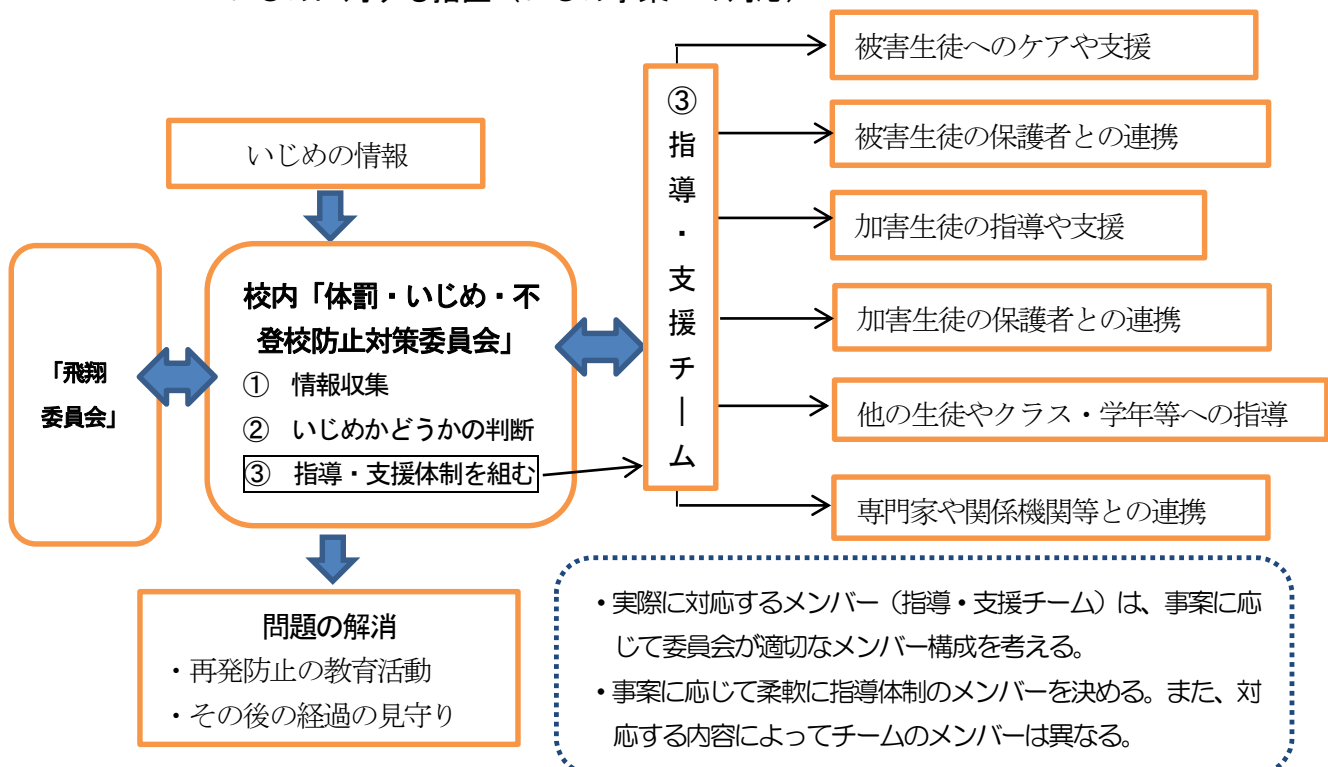 いじめの情報
「飛翔
委員会」
校内「体罰・いじめ・不
登校防止対策委員会」
① 情報収集
② いじめかどうかの判断
③ 指導・支援体制を組む
問題の解消
・再発防止の教育活動
・その後の経過の見守り
③指導・支援チーム
被害生徒へのケアや支援
被害生徒の保護者との連携
加害生徒の指導や支援
加害生徒の保護者との連携
他の生徒やクラス・学年等への指導
専門家や関係機関等との連携
・実際に対応するメンバー（指導・支援チーム）は、事案に応
じて委員会が適切なメンバー構成を考える。
・事案に応じて柔軟に指導体制のメンバーを決める。また、対
応する内容によってチームのメンバーは異なる。